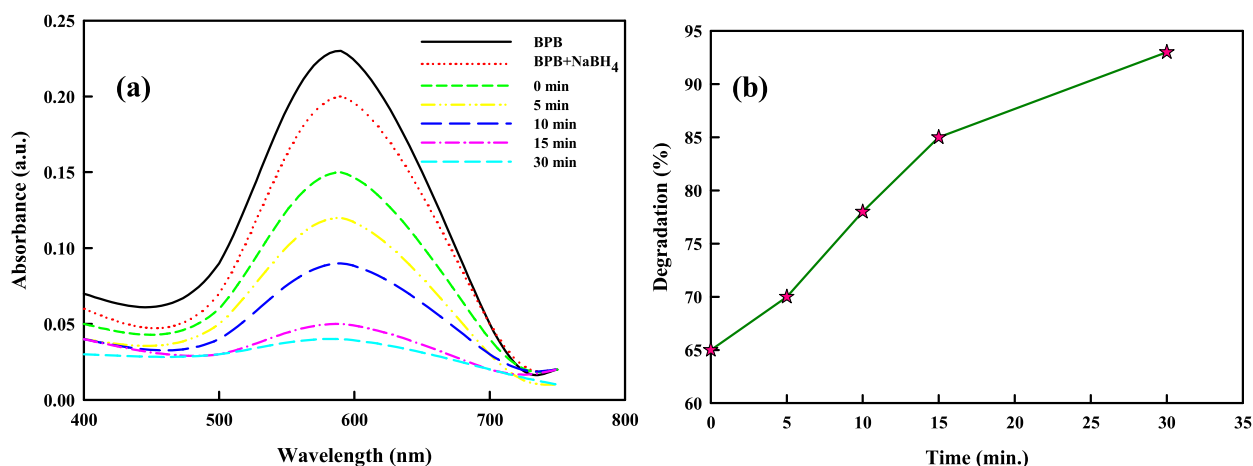 (a)
Absorbance (a.u.)
0.25
0.20
0.15
0.10
0.05
0.00
400
500
600
700
800
Wavelength (nm)
BPB
BPB+NaBH4
0 min
5 min
10 min
15 min
30 min
(b)
Degradation (%)
95
90
85
80
75
70
65
60
0
5
10
15
20
25
30
35
Time (min.)